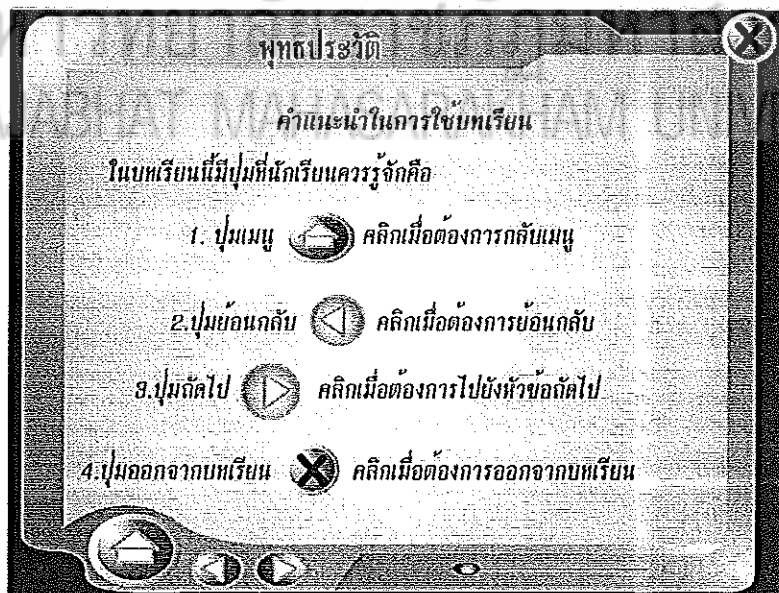 พุทธประวัติ
RAJABHAT MAHASARAKHAM UNIV
คำแนะนำในการใช้บทเรียน
ในบทเรียนนี้มีปุ่มที่นักเรียนควรรู้จักคือ
1. ปุ่มเมนู คลิกเมื่อต้องการกลับเมนู
2.ปุ่มย้อนกลับ คลิกเมื่อต้องการย้อนกลับ
3.ปุ่มถัดไป คลิกเมื่อต้องการไปยังหัวข้อถัดไป
4.ปุ่มออกจากบทเรียน คลิกเมื่อต้องการออกจากบทเรียน